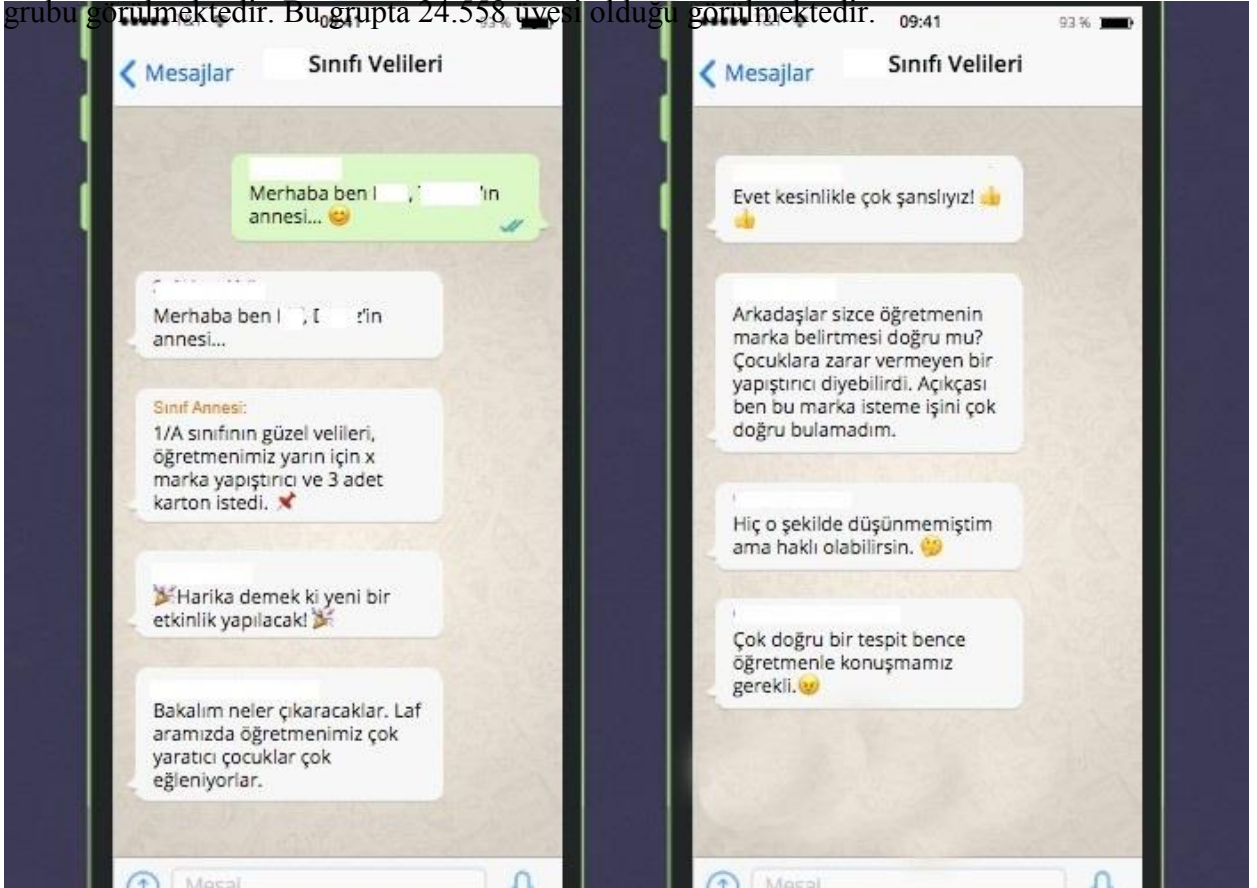 grubu görülmektedir. Bu grupta 24.558 üyesi olduğu görülmektedir.
Mesajlar
Sınıfı Velileri
Merhaba ben
'ın
annesi... 😊
Merhaba ben
'in
annesi...
Sınıf Annesi:
1/A sınıfının güzel velileri,
öğretmenimiz yarın için x
marka yapıştırıcı ve 3 adet
karton istedi. 📌
🎉Harika demek ki yeni bir
etkinlik yapılacak! 🎉
Bakalım neler çıkaracaklar. Laf
aramızda öğretmenimiz çok
yaratıcı çocuklar çok
eğleniyorlar.
Mesaj
09:41
93 %
Mesajlar
Sınıfı Velileri
Evet kesinlikle çok şanslıyız! 👍
👍
Arkadaşlar sizce öğretmenin
marka belirtmesi doğru mu?
Çocuklara zarar vermeyen bir
yapıştırıcı diyebilirdi. Açıkçası
ben bu marka isteme işini çok
doğru bulamadım.
Hiç o şekilde düşünmemiştim
ama haklı olabilirsin. 🤔
Çok doğru bir tespit bence
öğretmenle konuşmamız
gerekli.😠
Mesaj